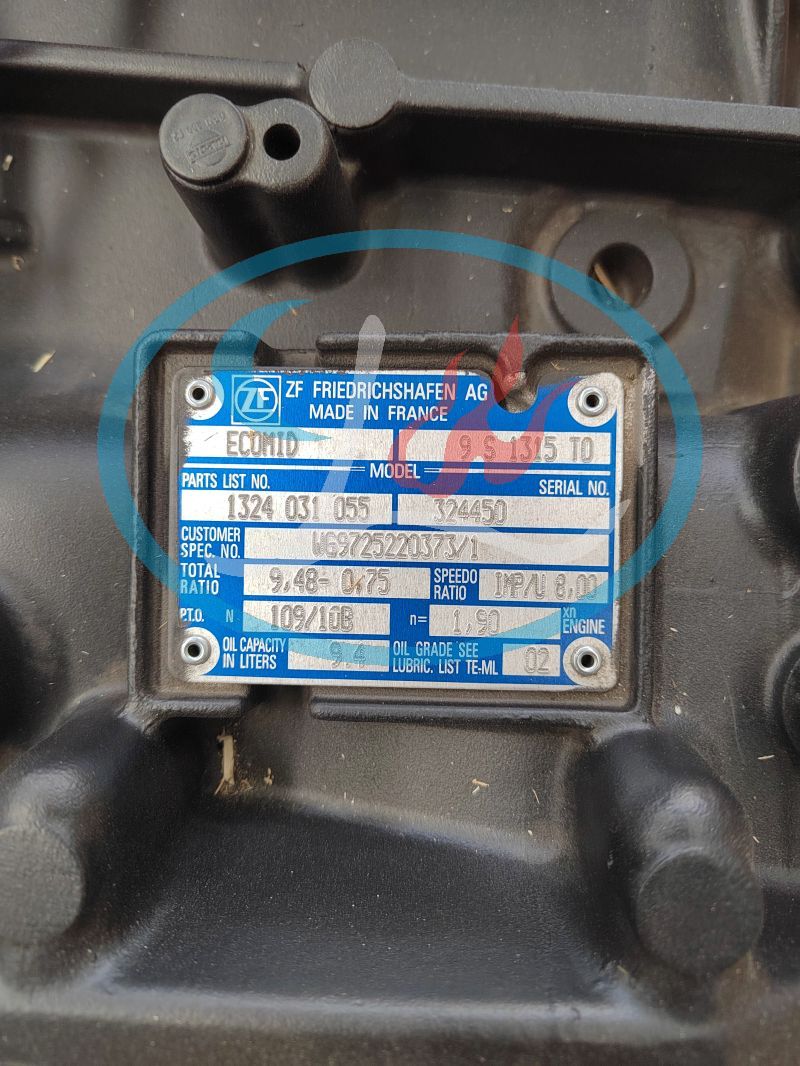 ZF FRIEDRICHSHAFEN AG
MADE IN FRANCE
ECOMID 9 S 1315 TO
MODEL
PARTS LIST NO. SERIAL NO.
1324 031 055 324450
CUSTOMER SPEC. NO. WG9725220373/1
TOTAL RATIO 9,48-0,75 SPEEDO RATIO IMP/U 8,00
P.T.O. N 109/10B n= 1,90 xn ENGINE
OIL CAPACITY IN LITERS 9.4 OIL GRADE SEE LUBRIC. LIST TE-ML 02